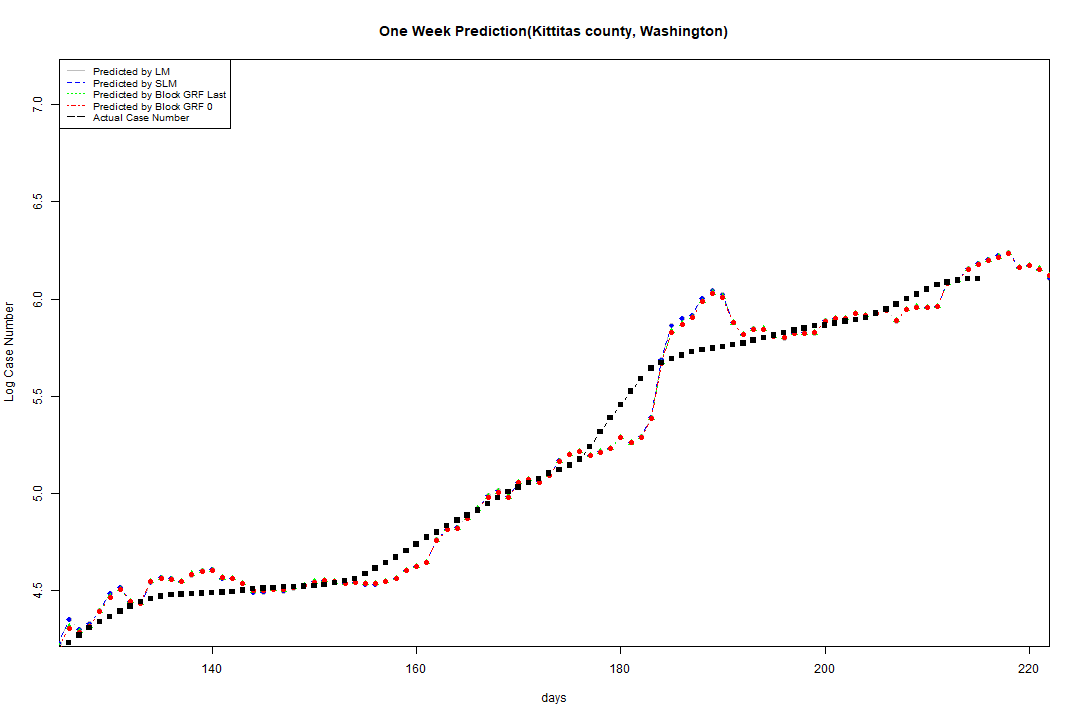 One Week Prediction(Kittitas county, Washington)
Predicted by LM
Predicted by SLM
Predicted by Block GRF Last
Predicted by Block GRF 0
Actual Case Number
7.0
6.5
6.0
5.5
5.0
4.5
Log Case Number
140 160 180 200 220
days